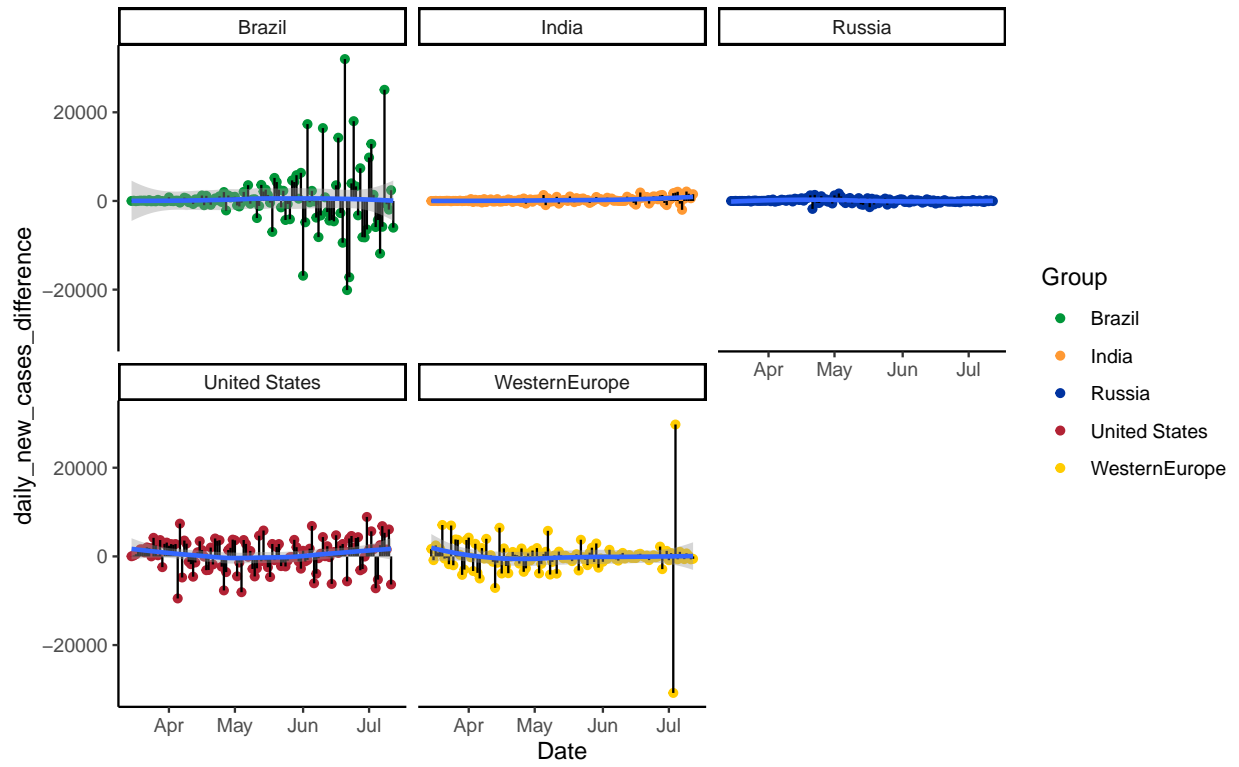 Brazil
India
Russia
20000
0
−20000
Apr
May
Jun
Jul
United States
WesternEurope
20000
0
−20000
Apr
May
Jun
Jul
Apr
May
Jun
Jul
Date
daily_new_cases_difference
Group
Brazil
India
Russia
United States
WesternEurope